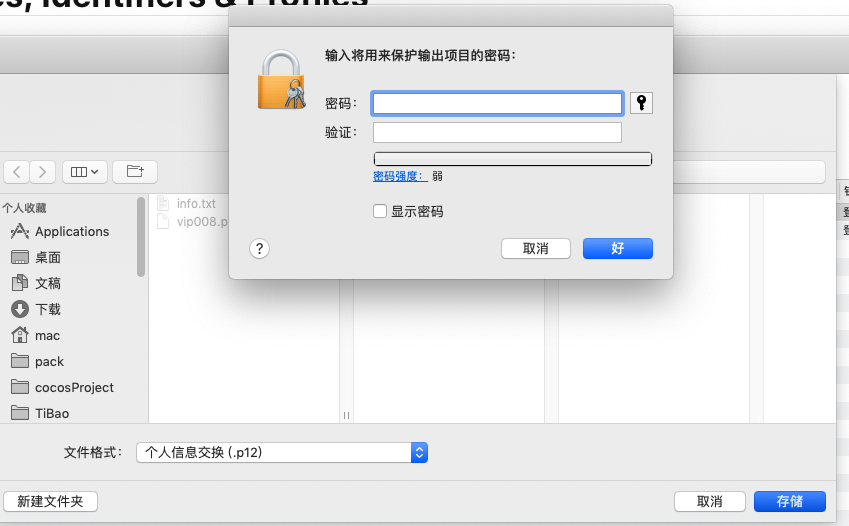 Identifiers & Profiles
输入将用来保护输出项目的密码：
密码：
验证：
密码强度： 弱
显示密码
?
取消
好
个人收藏
Applications
桌面
文稿
下载
mac
pack
cocosProject
TiBao
info.txt
vip008.p
文件格式： 个人信息交换 (.p12)
新建文件夹
取消
存储